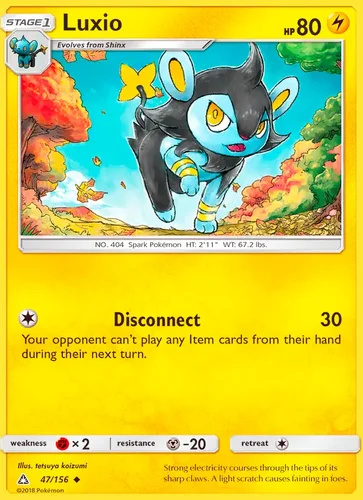 STAGE 1 Luxio HP 80
Evolves from Shinx
NO. 404 Spark Pokémon HT: 2'11" WT: 67.2 lbs.
Disconnect 30
Your opponent can't play any Item cards from their hand
during their next turn.
weakness × 2 resistance -20 retreat
Illus. tetsuya koizumi
47/156
©2018 Pokémon
Strong electricity courses through the tips of its
sharp claws. A light scratch causes fainting in foes.